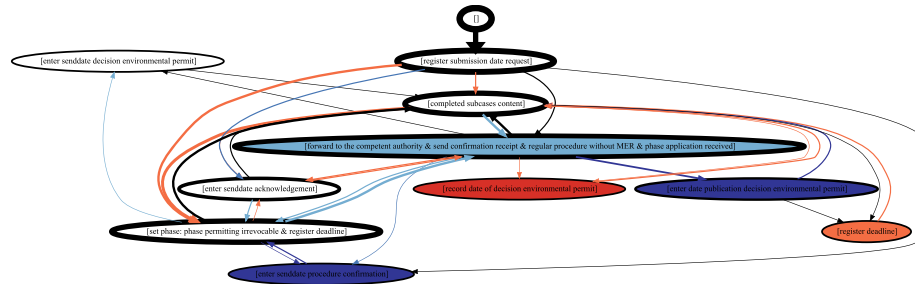 []
[register submission date request]
[enter senddate decision environmental permit]
[completed subcases content]
[forward to the competent authority & send confirmation receipt & regular procedure without MER & phase application received]
[enter senddate acknowledgement]
[record date of decision environmental permit]
[enter date publication decision environmental permit]
[set phase: phase permitting irrevocable & register deadline]
[register deadline]
[enter senddate procedure confirmation]